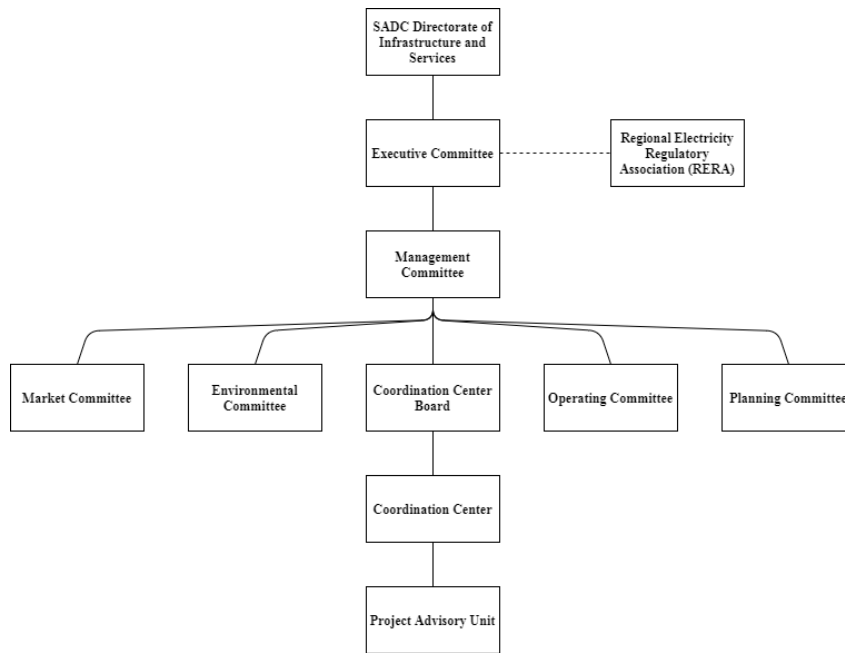 SADC Directorate of
Infrastructure and
Services
Executive Committee
Regional Electricity
Regulatory
Association (RERA)
Management
Committee
Market Committee
Environmental
Committee
Coordination Center
Board
Operating Committee
Planning Committee
Coordination Center
Project Advisory Unit